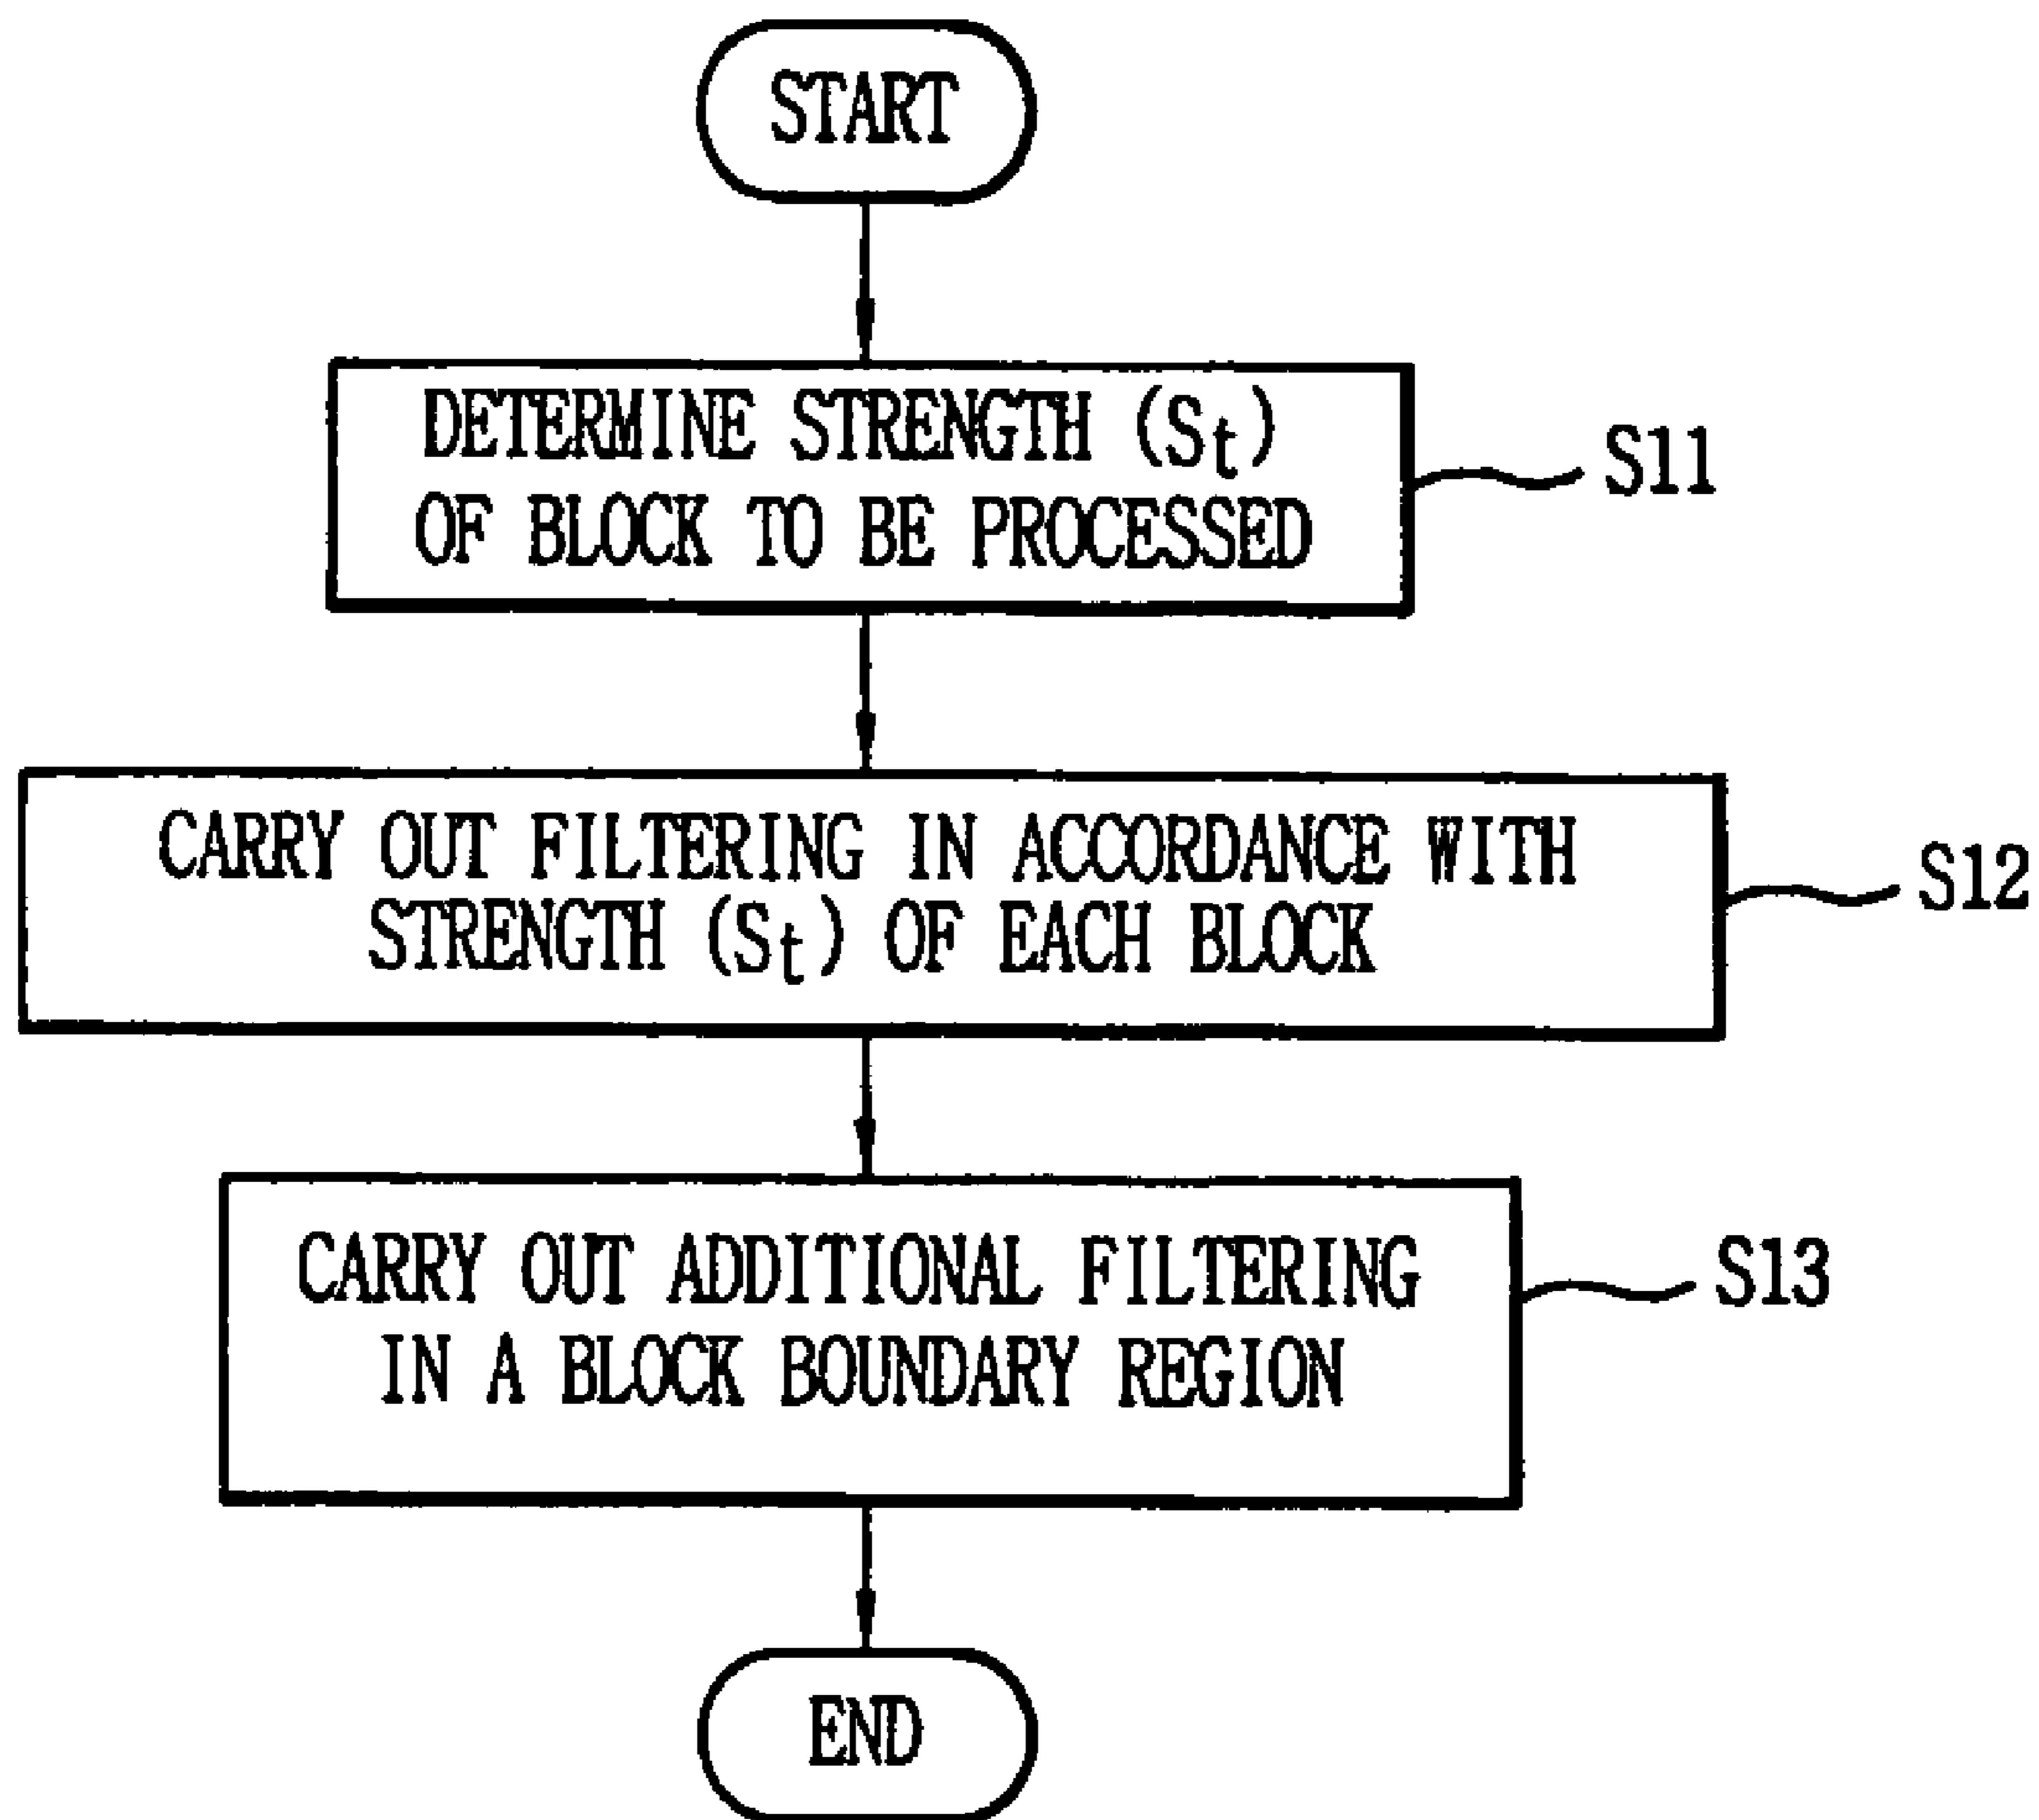 START
DETERMINE STRENGTH (St)
OF BLOCK TO BE PROCESSED
S11
CARRY OUT FILTERING IN ACCORDANCE WITH
STRENGTH (St) OF EACH BLOCK
S12
CARRY OUT ADDITIONAL FILTERING
IN A BLOCK BOUNDARY REGION
S13
END